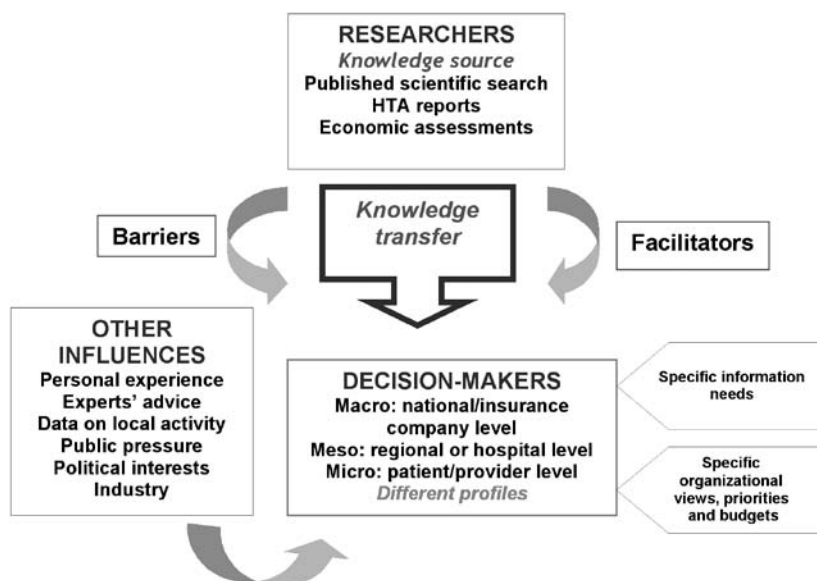 RESEARCHERS
Knowledge source
Published scientific search
HTA reports
Economic assessments
Barriers
Knowledge
transfer
Facilitators
OTHER
INFLUENCES
Personal experience
Experts' advice
Data on local activity
Public pressure
Political interests
Industry
DECISION-MAKERS
Macro: national/insurance
company level
Meso: regional or hospital level
Micro: patient/provider level
Different profiles
Specific information
needs
Specific
organizational
views, priorities
and budgets